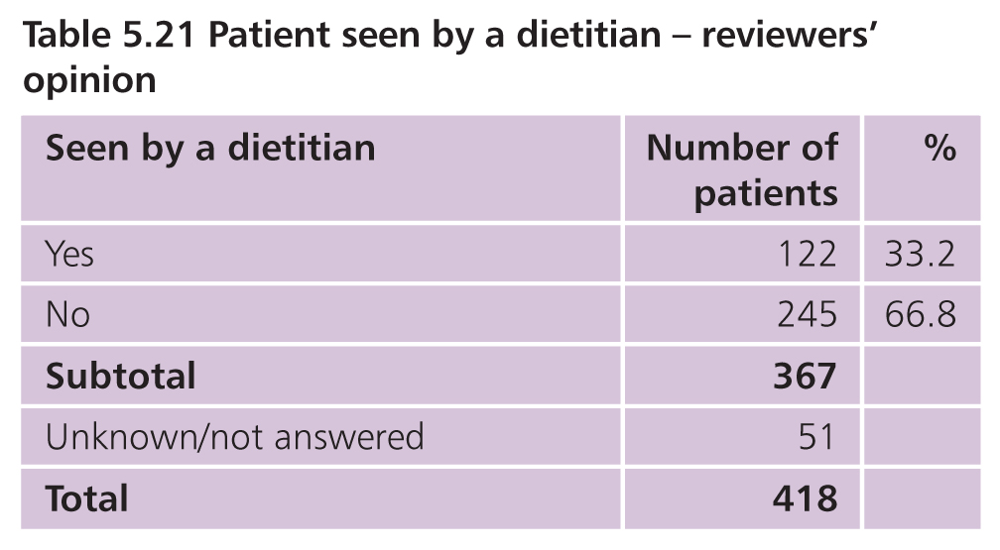 Table 5.21 Patient seen by a dietitian – reviewers’
opinion
Seen by a dietitian Number of patients %
Yes 122 33.2
No 245 66.8
Subtotal 367
Unknown/not answered 51
Total 418